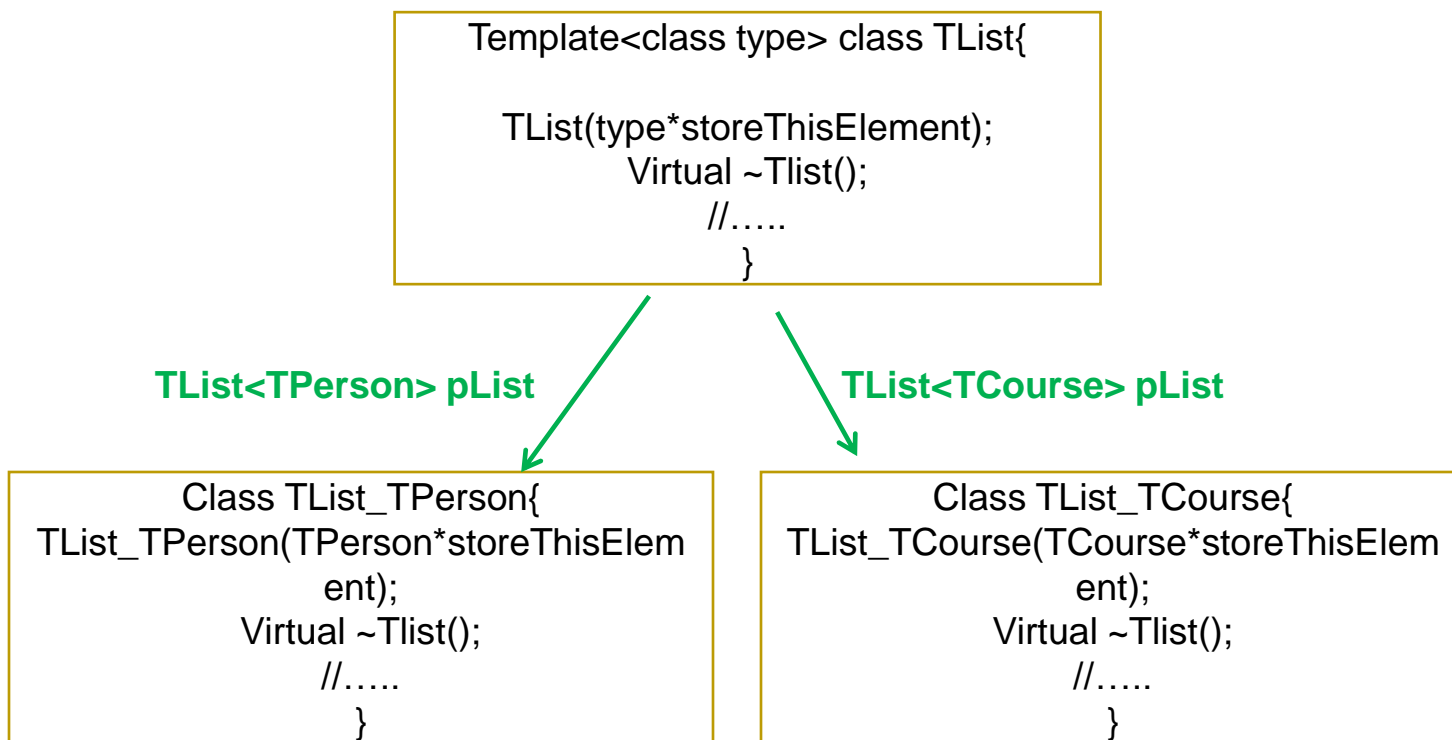 Template<class type> class TList{
TList(type*storeThisElement);
Virtual ~Tlist();
//…..
}
TList<TPerson> pList
TList<TCourse> pList
Class TList_TPerson{
TList_TPerson(TPerson*storeThisElem
ent);
Virtual ~Tlist();
//…..
}
Class TList_TCourse{
TList_TCourse(TCourse*storeThisElem
ent);
Virtual ~Tlist();
//…..
}